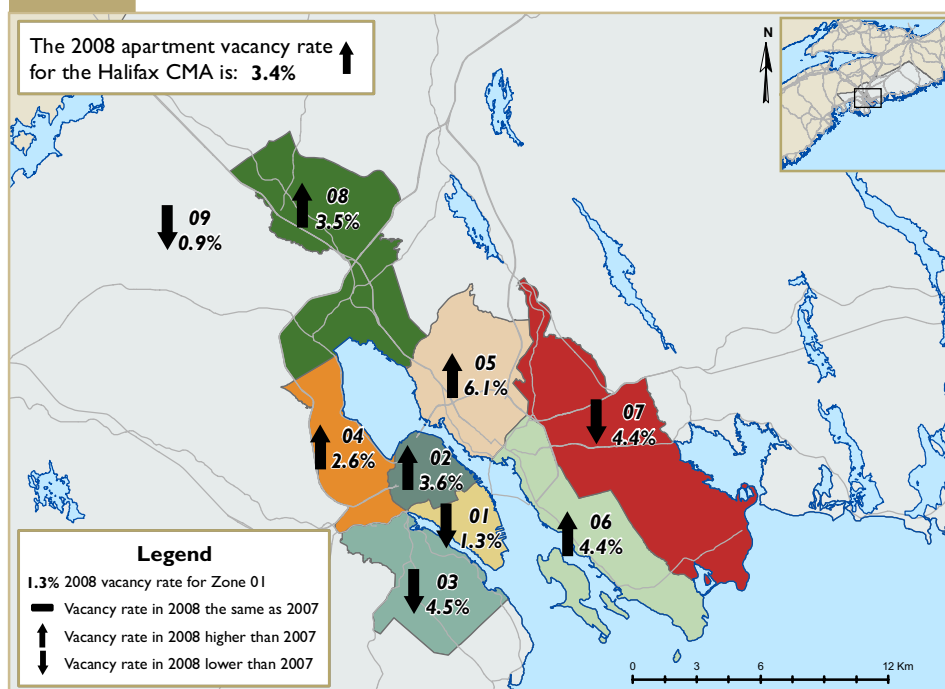 The 2008 apartment vacancy rate
for the Halifax CMA is: 3.4%
N
08
3.5%
09
0.9%
05
6.1%
07
4.4%
04
2.6%
02
3.6%
01
1.3%
06
4.4%
03
4.5%
Legend
1.3% 2008 vacancy rate for Zone 01
Vacancy rate in 2008 the same as 2007
Vacancy rate in 2008 higher than 2007
Vacancy rate in 2008 lower than 2007
0 3 6 12 Km